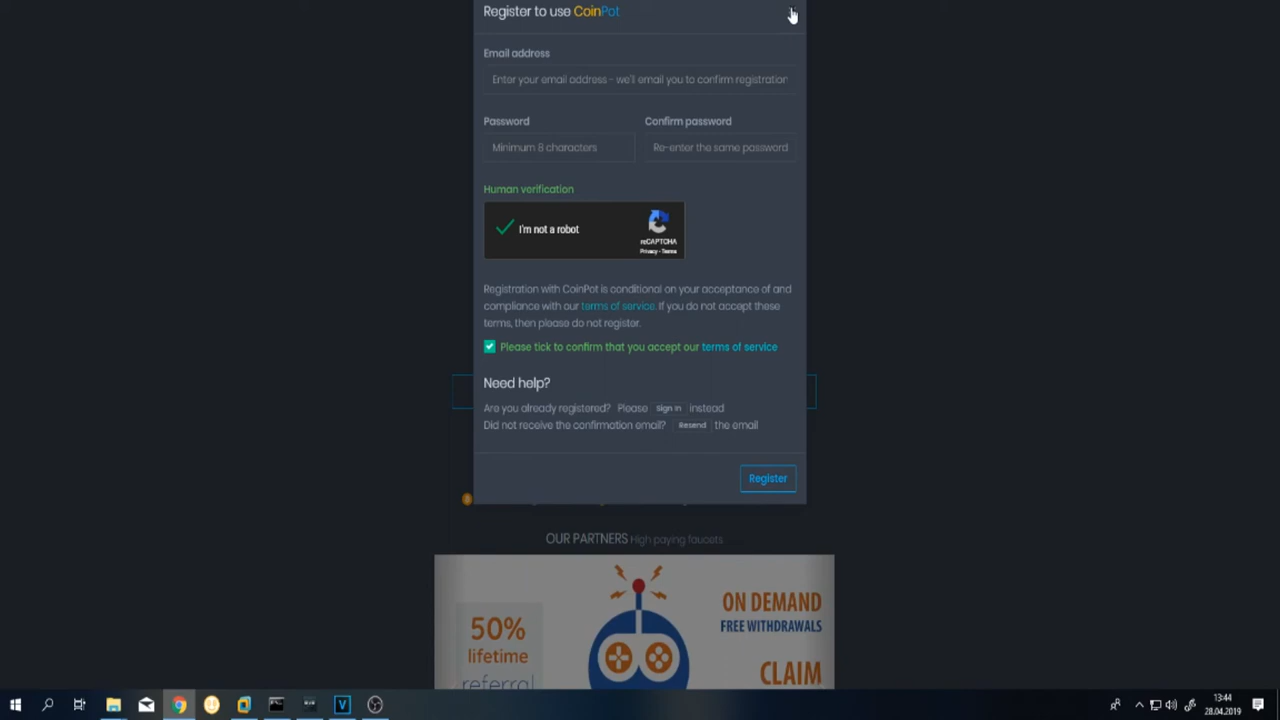 Register to use CoinPot
Email address
Enter your email address - we'll email you to confirm registration
Password
Confirm password
Minimum 8 characters
Re-enter the same password
Human verification
I'm not a robot
reCAPTCHA
Privacy - Terms
Registration with CoinPot is conditional on your acceptance of and
compliance with our terms of service. If you do not accept these
terms, then please do not register.
Please tick to confirm that you accept our terms of service
Need help?
Are you already registered? Please Sign in instead
Did not receive the confirmation email? Resend the email
Register
OUR PARTNERS High paying faucets
50%
lifetime
referral
ON DEMAND
FREE WITHDRAWALS
CLAIM
V
13:44
28.04.2019